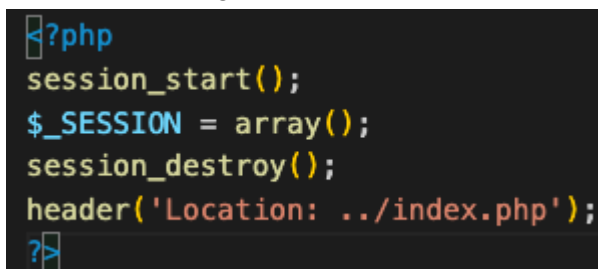 <?php
session_start();
$_SESSION = array();
session_destroy();
header('Location: ../index.php');
?>